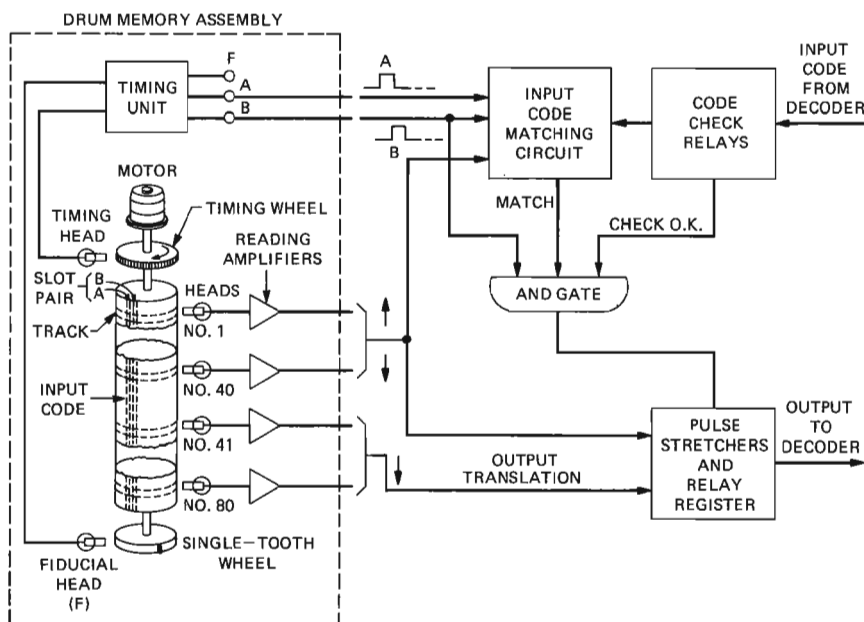 DRUM MEMORY ASSEMBLY
TIMING
UNIT
F
A
B
A
B
INPUT
CODE
MATCHING
CIRCUIT
CODE
CHECK
RELAYS
INPUT
CODE
FROM
DECODER
MOTOR
TIMING WHEEL
TIMING
HEAD
READING
AMPLIFIERS
MATCH
CHECK O.K.
SLOT
PAIR
B
A
HEADS
TRACK
NO. 1
AND GATE
NO. 40
INPUT
CODE
NO. 41
NO. 80
OUTPUT
TRANSLATION
PULSE
STRETCHERS
AND
RELAY
REGISTER
OUTPUT
TO
DECODER
SINGLE-TOOTH
WHEEL
FIDUCIAL
HEAD
(F)